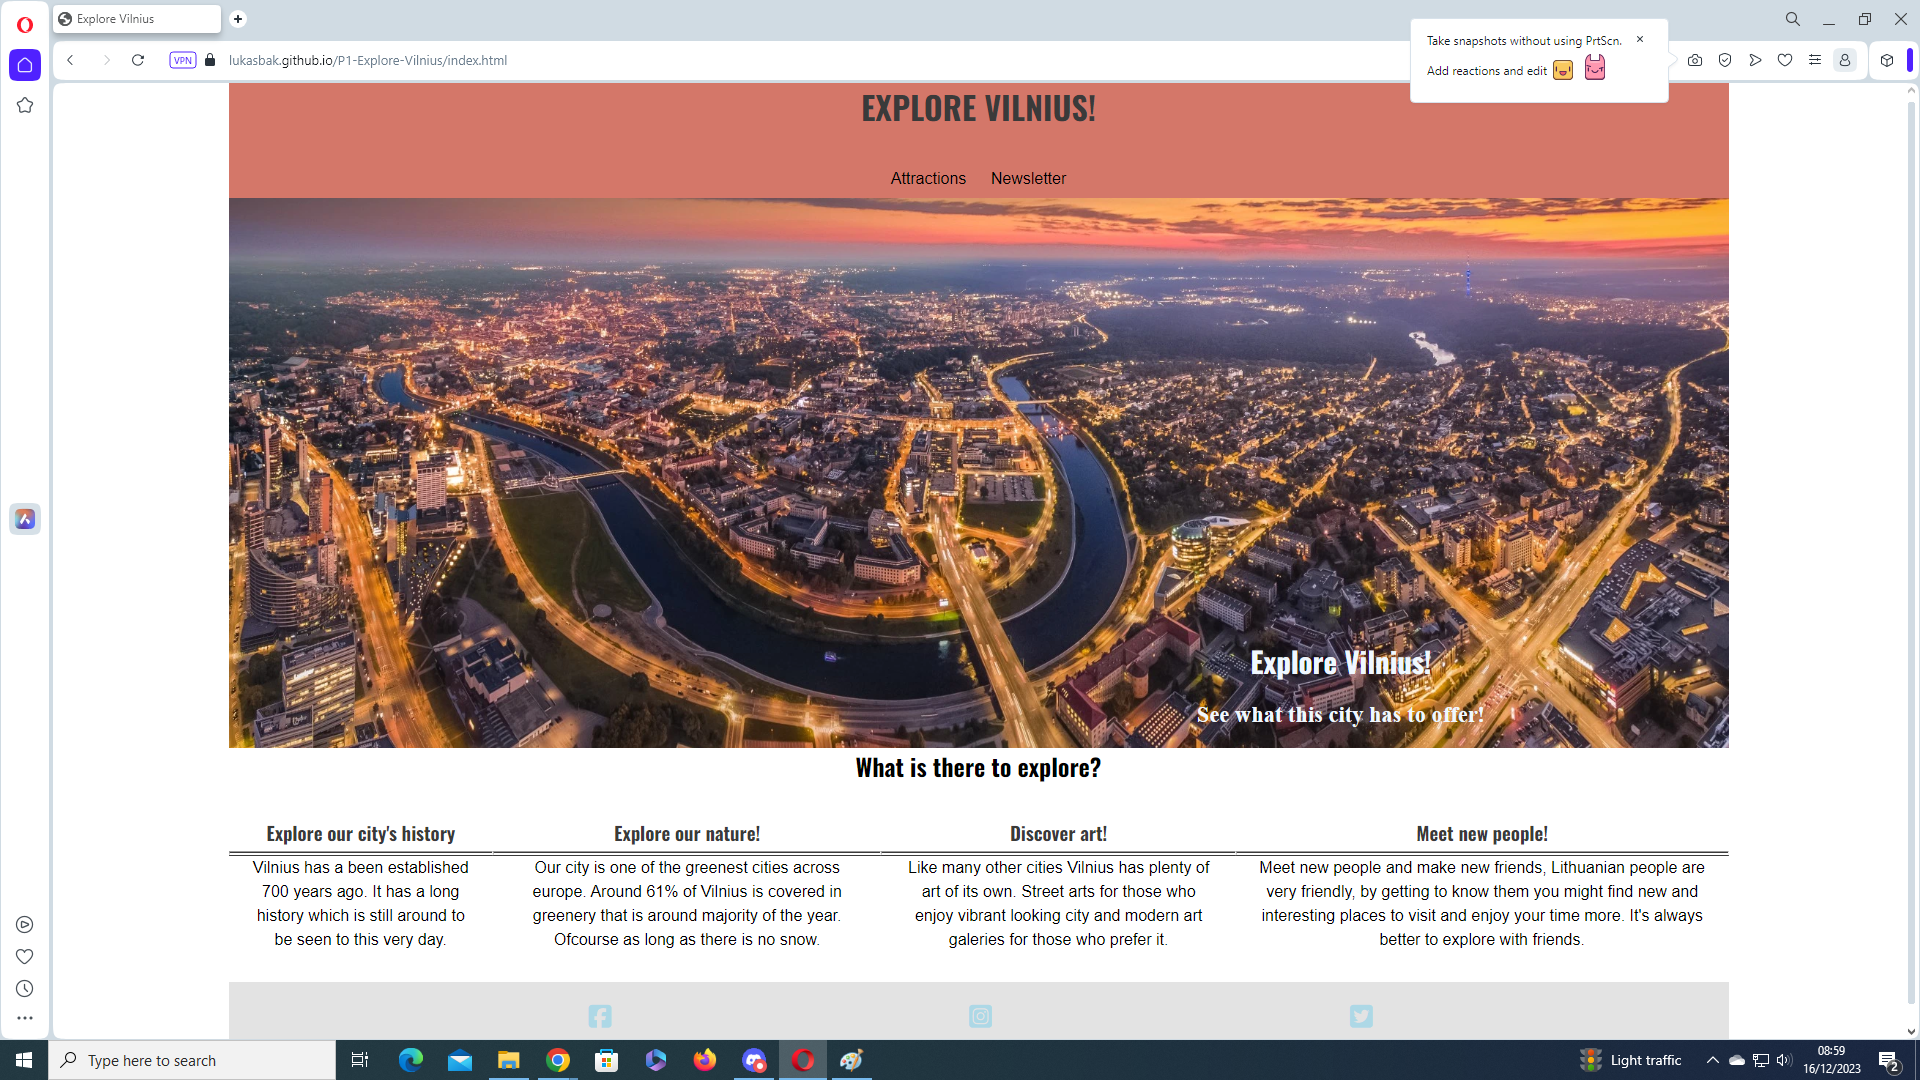 Explore Vilnius
Take snapshots without using PrtScn.
Add reactions and edit
VPN
lukasbak.github.io/P1-Explore-Vilnius/index.html
EXPLORE VILNIUS!
Attractions Newsletter
Explore Vilnius!
See what this city has to offer!
What is there to explore?
Explore our city's history
Vilnius has a been established
700 years ago. It has a long
history which is still around to
be seen to this very day.
Explore our nature!
Our city is one of the greenest cities across
europe. Around 61% of Vilnius is covered in
greenery that is around majority of the year.
Ofcourse as long as there is no snow.
Discover art!
Like many other cities Vilnius has plenty of
art of its own. Street arts for those who
enjoy vibrant looking city and modern art
galeries for those who prefer it.
Meet new people!
Meet new people and make new friends, Lithuanian people are
very friendly, by getting to know them you might find new and
interesting places to visit and enjoy your time more. It's always
better to explore with friends.
Type here to search
Light traffic
08:59
16/12/2023
2